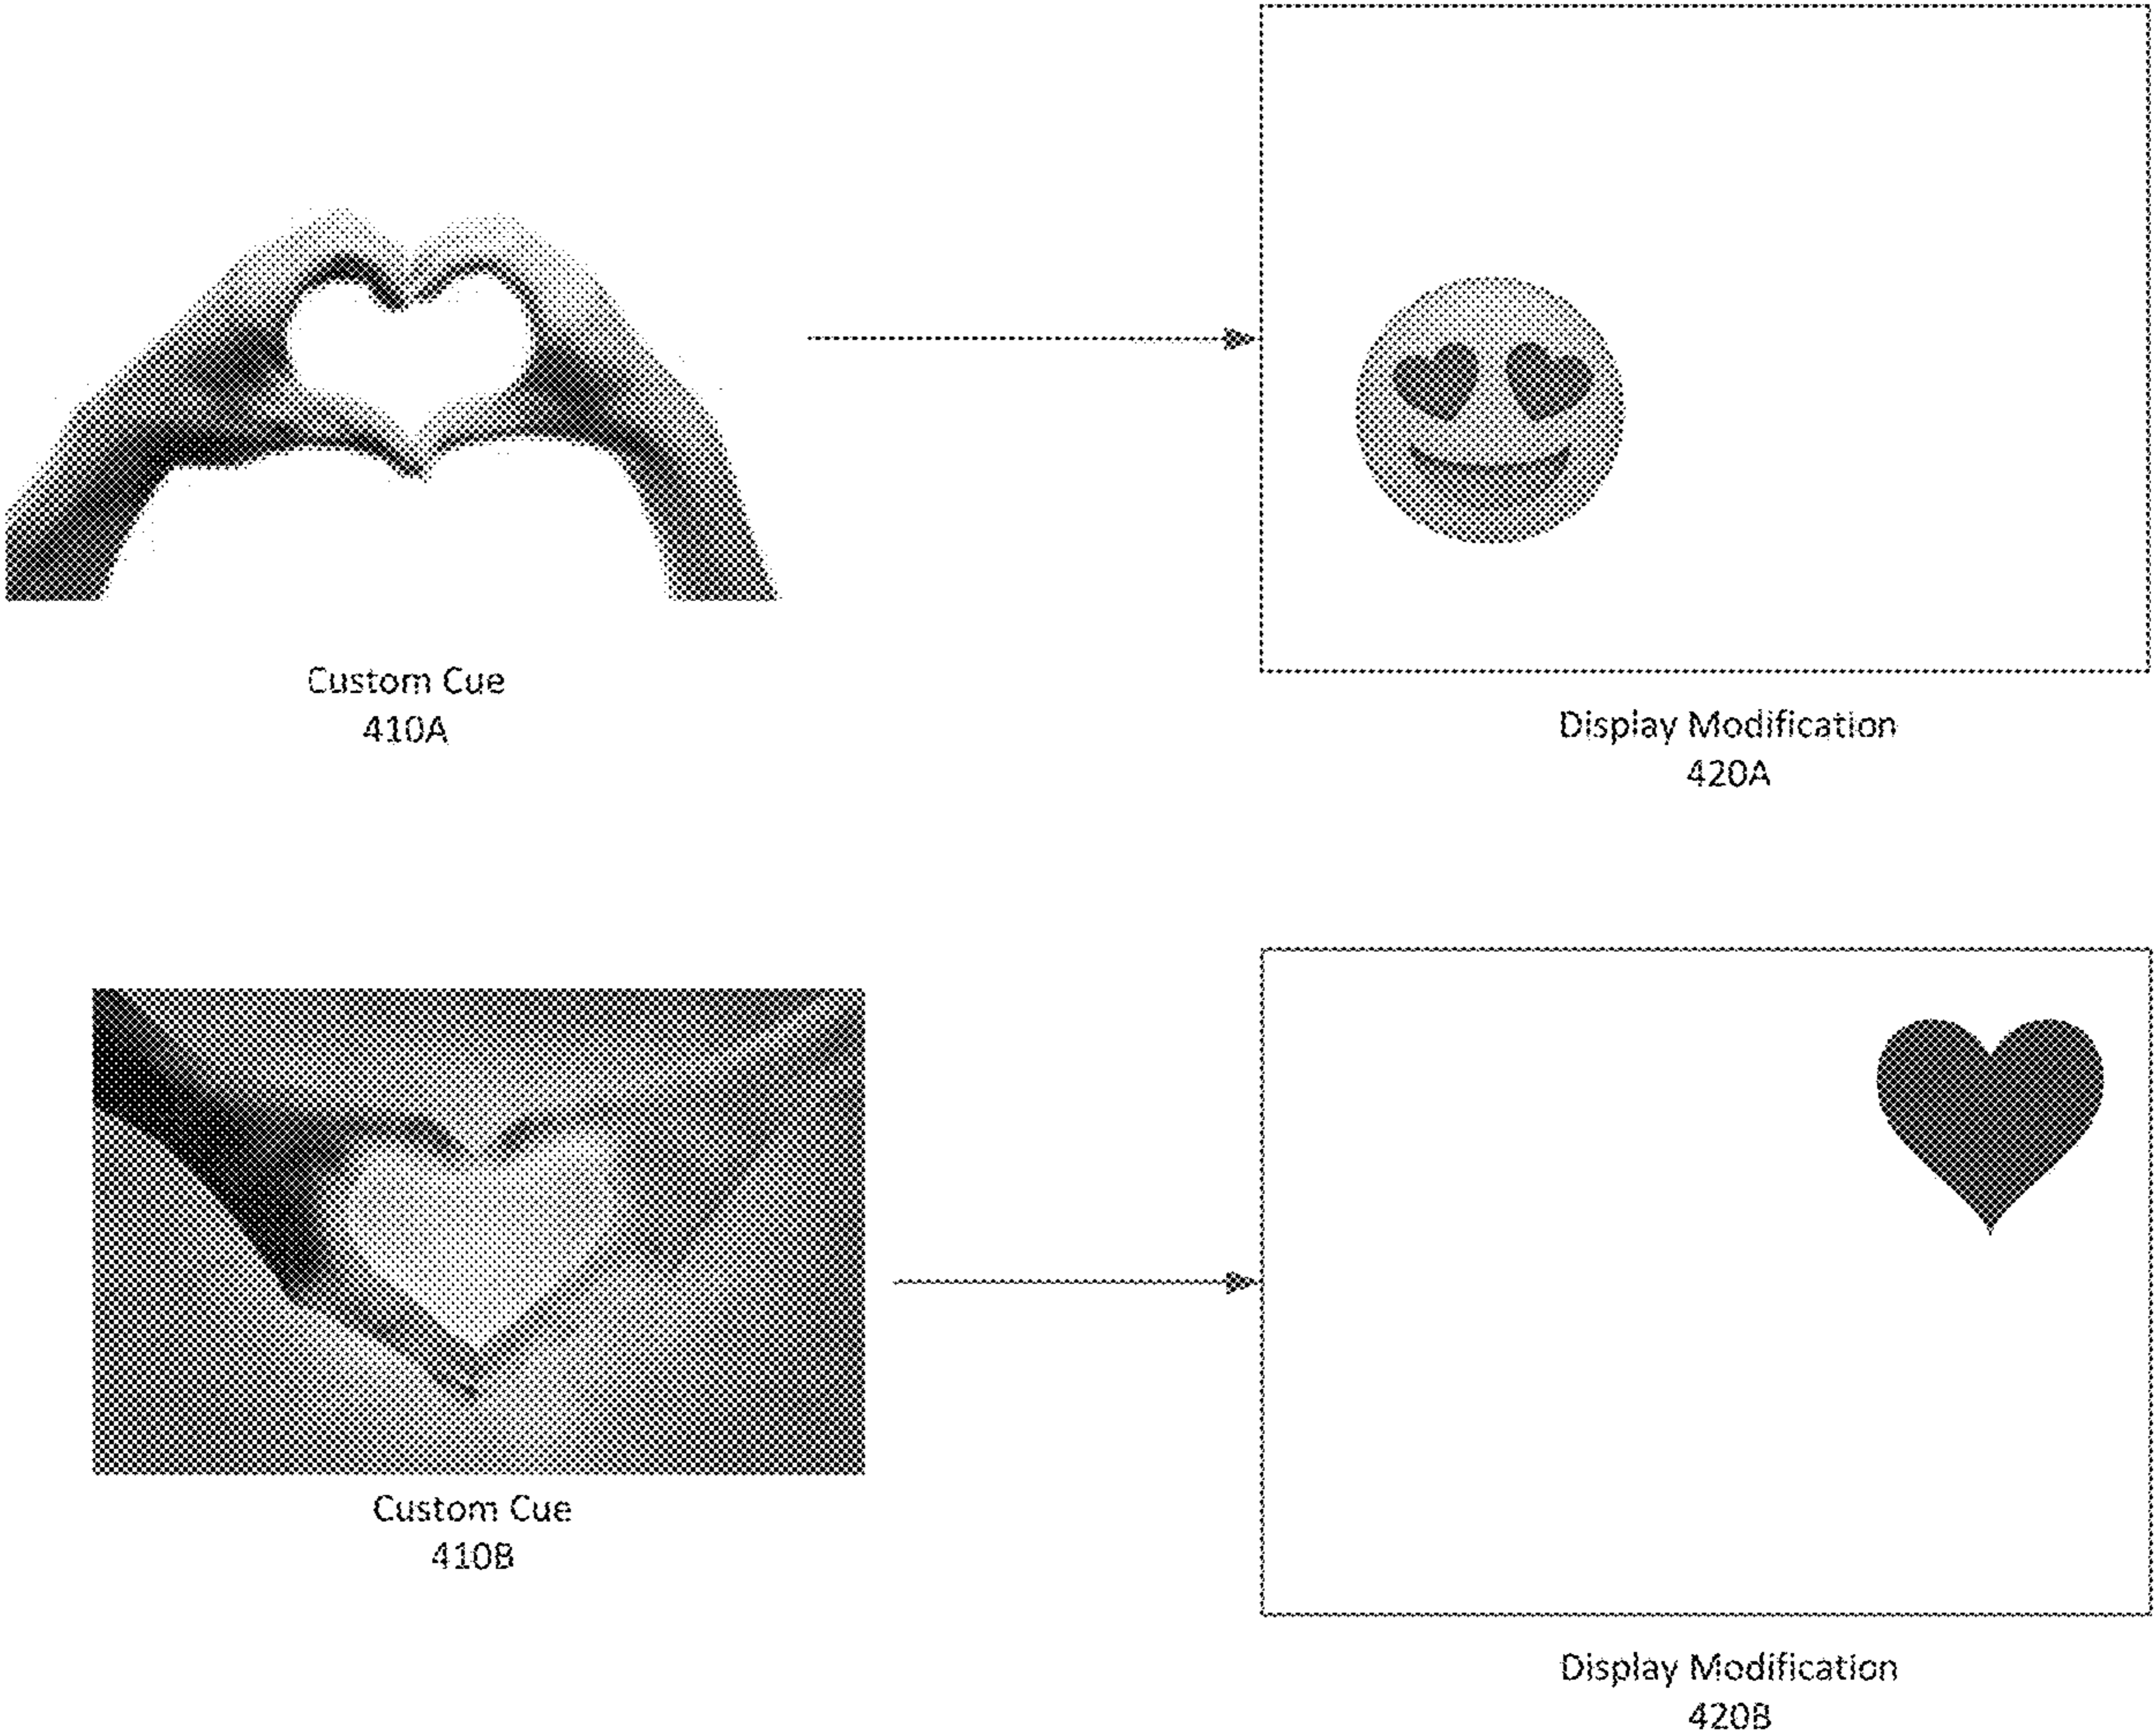 Custom Cue
410A
Display Modification
420A
Custom Cue
410B
Display Modification
420B